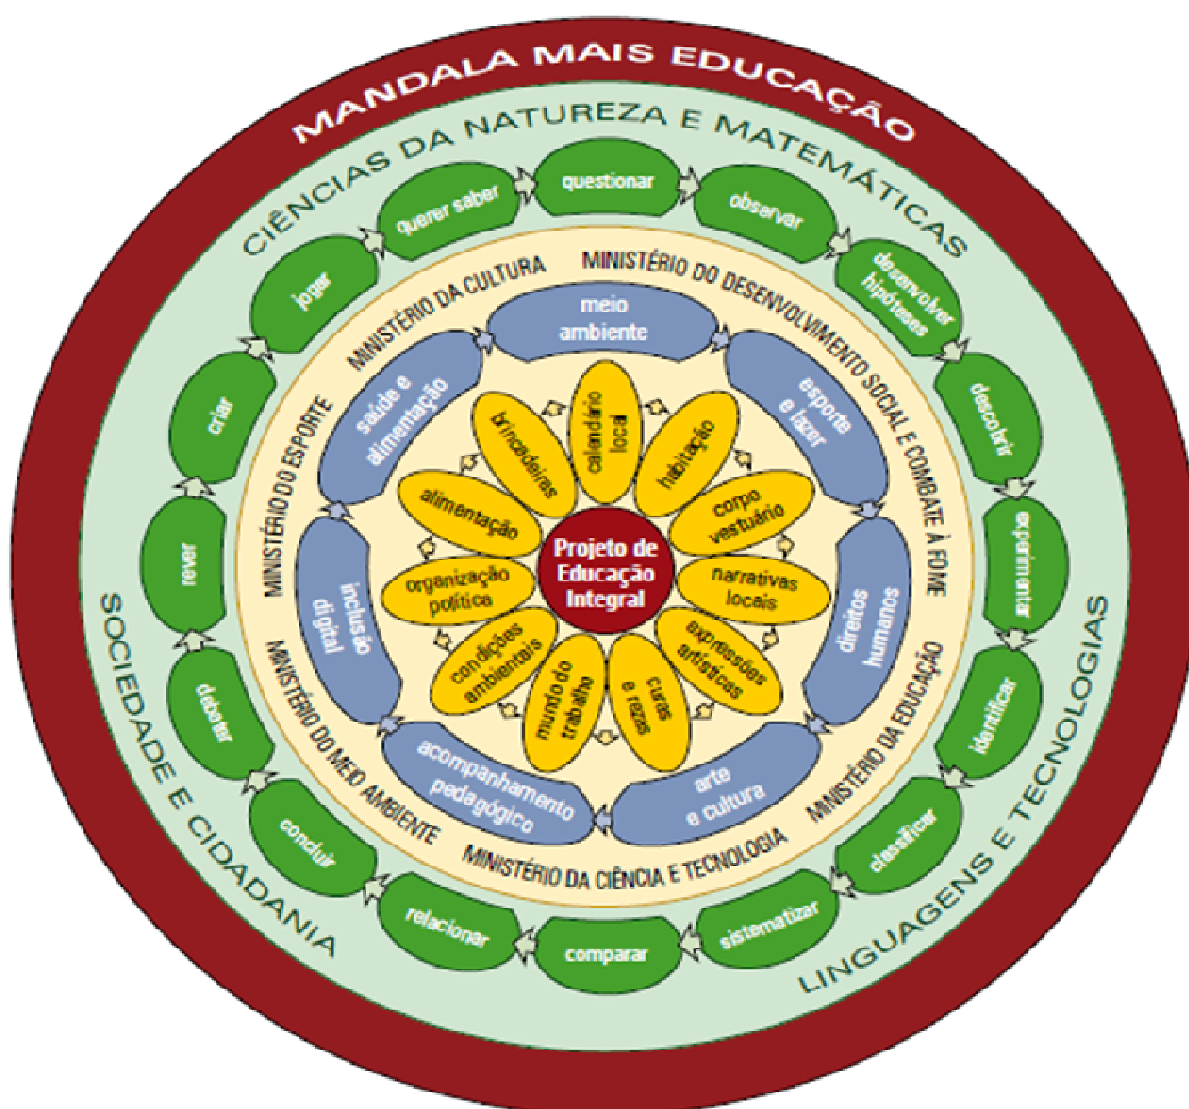 MANDALA MAIS EDUCAÇÃO
CIÊNCIAS DA NATUREZA E MATEMÁTICAS
LINGUAGENS E TECNOLOGIAS
SOCIEDADE E CIDADANIA
questionar
observar
desenvolver
hipóteses
descobrir
experimentar
identificar
classificar
sistematizar
comparar
relacionar
concluir
debater
rever
criar
jogar
querer saber
MINISTÉRIO DO DESENVOLVIMENTO SOCIAL E COMBATE À FOME
MINISTÉRIO DA EDUCAÇÃO
MINISTÉRIO DA CIÊNCIA E TECNOLOGIA
MINISTÉRIO DO MEIO AMBIENTE
MINISTÉRIO DO ESPORTE
MINISTÉRIO DA CULTURA
meio
ambiente
esporte
e lazer
direitos
humanos
arte
e cultura
acompanhamento
pedagógico
inclusão
digital
saúde e
alimentação
calendário
local
habitação
corpo
vestuário
narrativas
locais
expressões
artísticas
curas
e rezas
mundo do
trabalho
condições
ambientais
organização
política
alimentação
brincadeiras
Projeto de
Educação
Integral